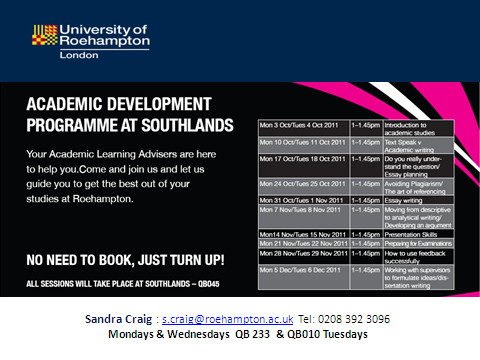 University of
Roehampton
London
ACADEMIC DEVELOPMENT
PROGRAMME AT SOUTHLANDS
Your Academic Learning Advisers are here
to help you.Come and join us and let us
guide you to get the best out of your
studies at Roehampton.
NO NEED TO BOOK, JUST TURN UP!
ALL SESSIONS WILL TAKE PLACE AT SOUTHLANDS – QB045
Mon 3 Oct/Tues 4 Oct 2011 1–1.45pm Introduction to
academic studies
Mon 10 Oct/Tues 11 Oct 2011 1–1.45pm Text Speak v
Academic writing
Mon 17 Oct/Tues 18 Oct 2011 1–1.45pm Do you really under-
stand the question/
Essay planning
Mon 24 Oct/Tues 25 Oct 2011 1–1.45pm Avoiding Plagiarism/
The art of referencing
Mon 31 Oct/Tues 1 Nov 2011 1–1.45pm Essay writing
Mon 7 Nov/Tues 8 Nov 2011 1–1.45pm Moving from descriptive
to analytical writing/
Developing an argument
Mon14 Nov/Tues 15 Nov 2011 1–1.45pm Presentation Skills
Mon 21 Nov/Tues 22 Nov 2011 1–1.45pm Preparing for Examinations
Mon 28 Nov/Tues 29 Nov 2011 1–1.45pm How to use feedback
successfully
Mon 5 Dec/Tues 6 Dec 2011 1–1.45pm Working with supervisors
to formulate ideas/dis-
sertation writing
Sandra Craig : s.craig@roehampton.ac.uk Tel: 0208 392 3096
Mondays & Wednesdays QB 233 & QB010 Tuesdays